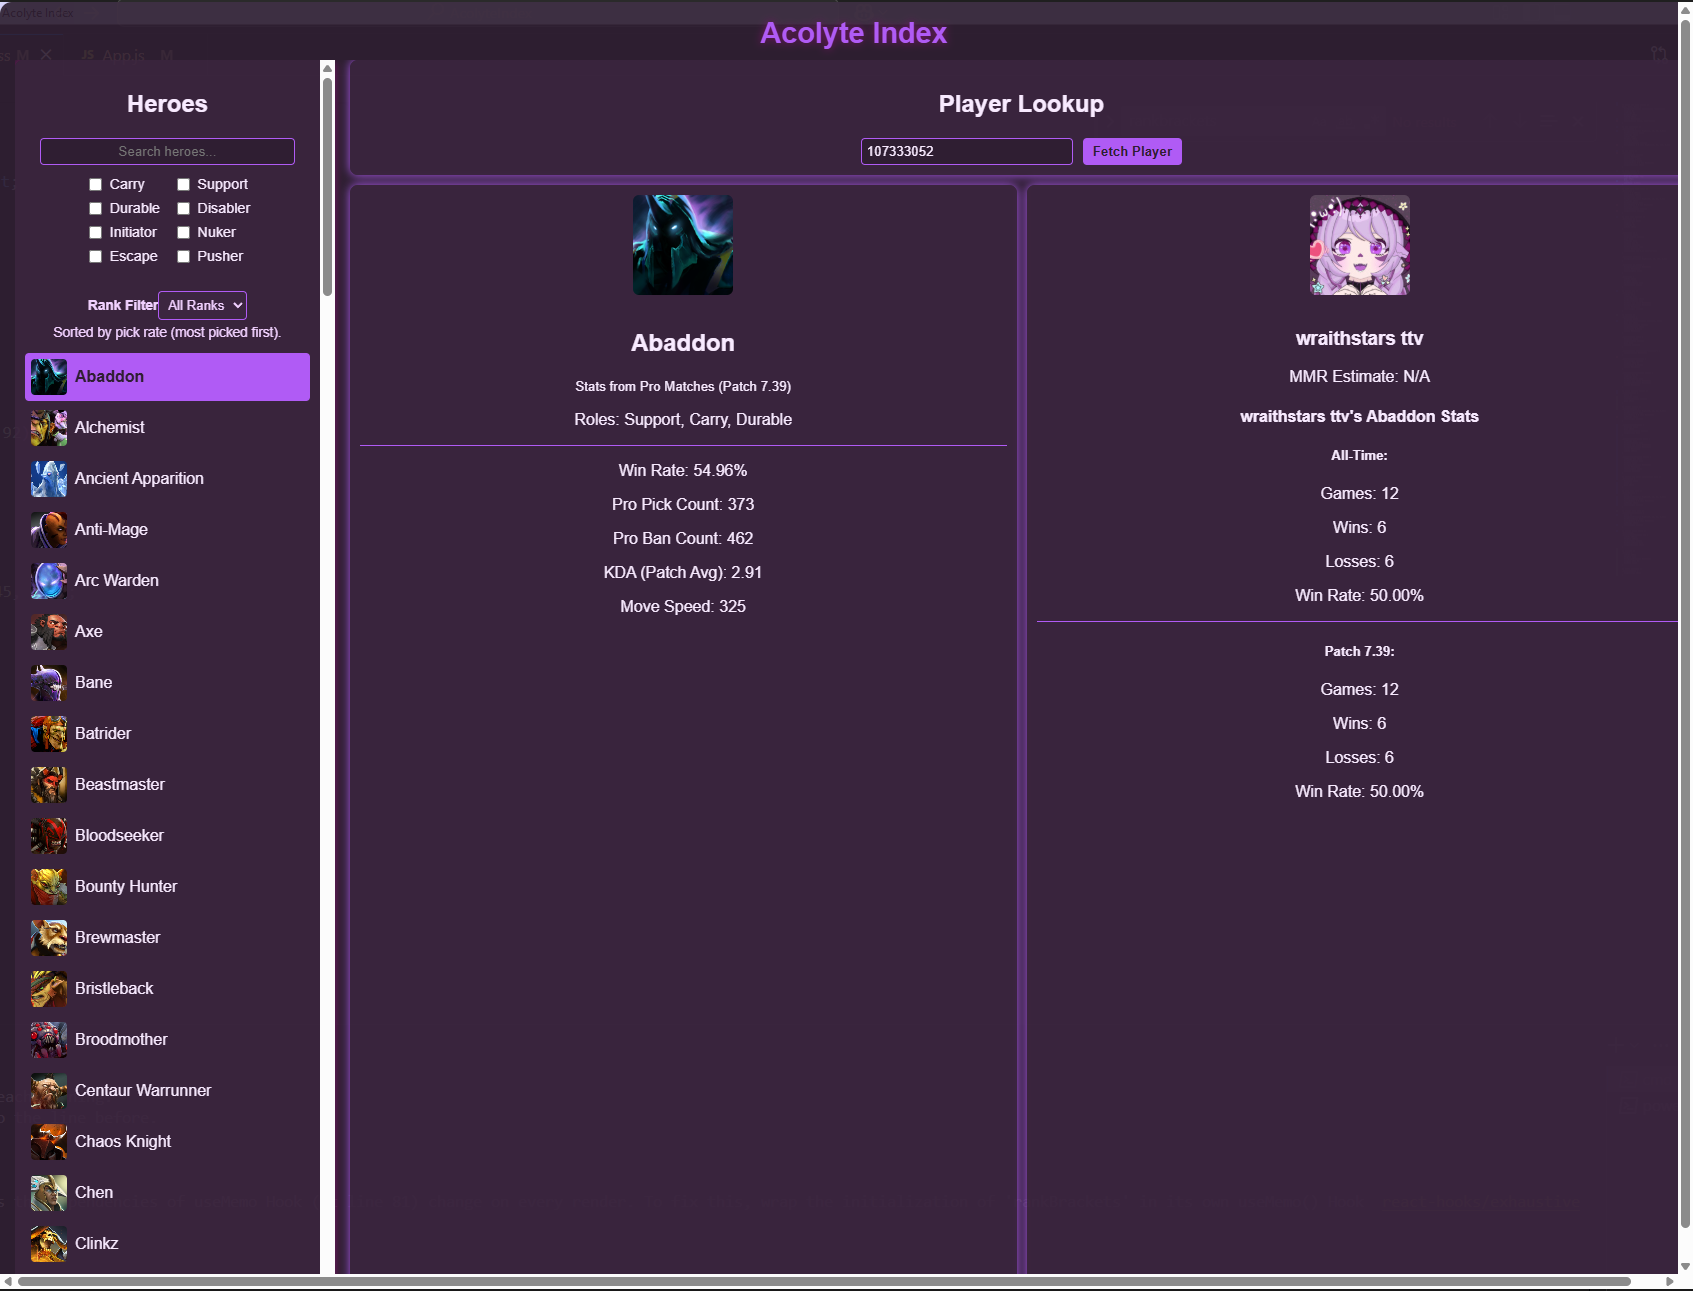 Acolyte Index
Acolyte Index
ss M
JS App.js M
Heroes
Search heroes...
Carry
Support
Durable
Disabler
Initiator
Nuker
Escape
Pusher
Rank Filter
All Ranks
Sorted by pick rate (most picked first).
Abaddon
Alchemist
Ancient Apparition
Anti-Mage
Arc Warden
Axe
Bane
Batrider
Beastmaster
Bloodseeker
Bounty Hunter
Brewmaster
Bristleback
Broodmother
Centaur Warrunner
Chaos Knight
Chen
Clinkz
Player Lookup
107333052
Fetch Player
Abaddon
Stats from Pro Matches (Patch 7.39)
Roles: Support, Carry, Durable
Win Rate: 54.96%
Pro Pick Count: 373
Pro Ban Count: 462
KDA (Patch Avg): 2.91
Move Speed: 325
wraithstars ttv
MMR Estimate: N/A
wraithstars ttv's Abaddon Stats
All-Time:
Games: 12
Wins: 6
Losses: 6
Win Rate: 50.00%
Patch 7.39:
Games: 12
Wins: 6
Losses: 6
Win Rate: 50.00%